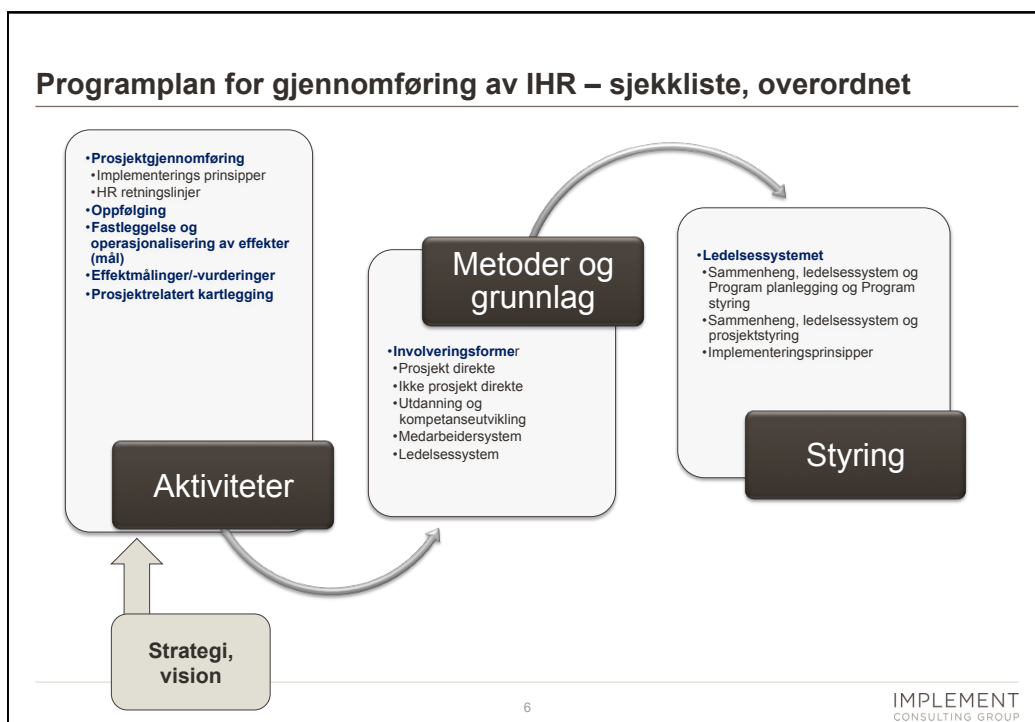 Programplan for gjennomføring av IHR – sjekkliste, overordnet
•Prosjektgjennomføring
•Implementerings prinsipper
•HR retningslinjer
•Oppfølging
•Fastleggelse og
operasjonalisering av effekter
(mål)
•Effektmålinger/-vurderinger
•Prosjektrelatert kartlegging
Aktiviteter
Strategi,
vision
Metoder og
grunnlag
•Involveringsformer
•Prosjekt direkte
•Ikke prosjekt direkte
•Utdanning og
kompetanseutvikling
•Medarbeidersystem
•Ledelsessystem
•Ledelsessystemet
•Sammenheng, ledelsessystem og
Program planlegging og Program
styring
•Sammenheng, ledelsessystem og
prosjektstyring
•Implementeringsprinsipper
Styring
6
IMPLEMENT
CONSULTING GROUP